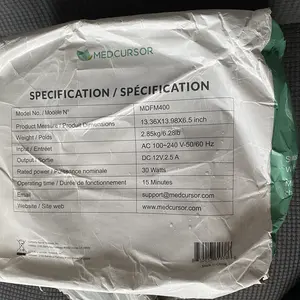 MEDCURSOR
SPECIFICATION / SPÉCIFICATION
Model No. / Modèle N° MDFM400
Product Measure / Product Dimensions 13.36X13.98X6.5 inch
Weight / Poids 2.85kg/6.28lb
Input / Entréet AC 100~240 V-50/60 Hz
Output / Sortie DC 12V/2.5 A
Rated power / Puissance nominale 30 Watts
Operating time / Durée de fonctionnement 15 Minutes
Email support@medcursor.com
Website / Site web www.medcursor.com